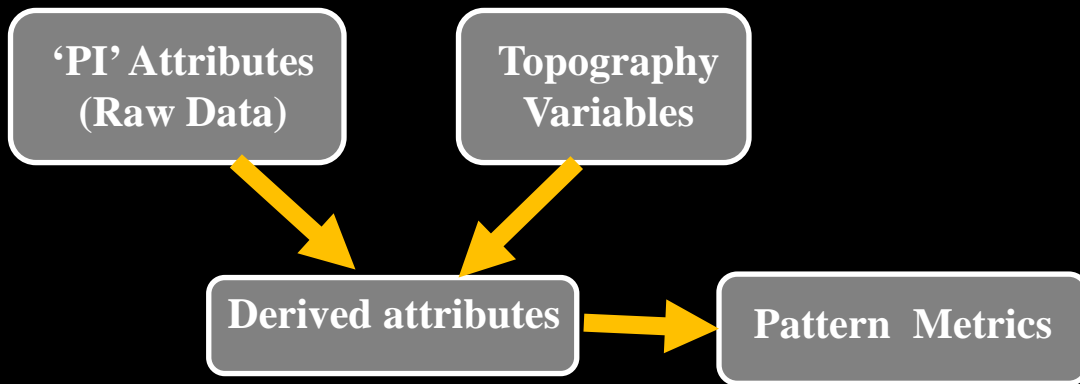 ‘PI’ Attributes
(Raw Data)
Topography
Variables
Derived attributes
Pattern Metrics